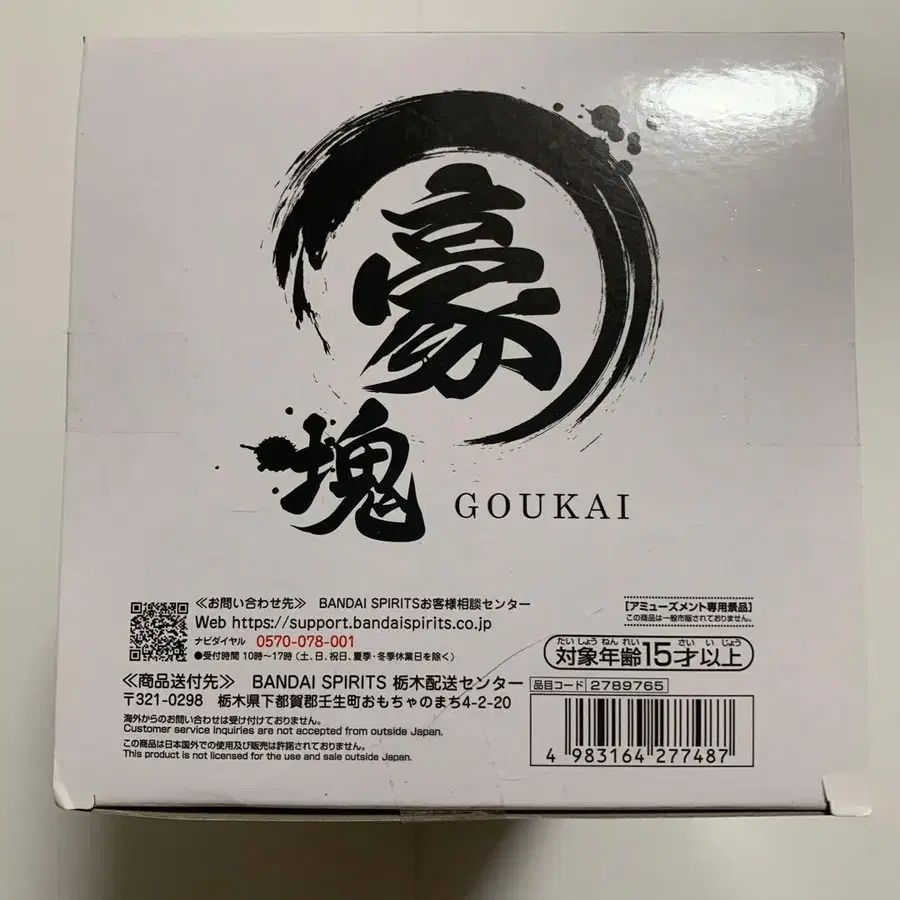 豪
塊 GOUKAI
≪お問い合わせ先≫ BANDAI SPIRITSお客様相談センター
Web https://support.bandaispirits.co.jp
ナビダイヤル 0570-078-001
●受付時間 10時〜17時(土、日、祝日、夏季・冬季休業日を除く)
≪商品送付先≫ BANDAI SPIRITS 栃木配送センター
〒321-0298 栃木県下都賀郡壬生町おもちゃのまち4-2-20
海外からのお問い合わせは受け付けておりません。
Customer service inquiries are not accepted from outside Japan.
この商品は日本国外での使用及び販売は許諾されておりません。
This product is not licensed for the use and sale outside Japan.
【アミューズメント専用景品】
この商品は一般市販されておりません。
たいしょうねんれい さいいじょう
対象年齢15才以上
品目コード 2789765
4 983164 277487